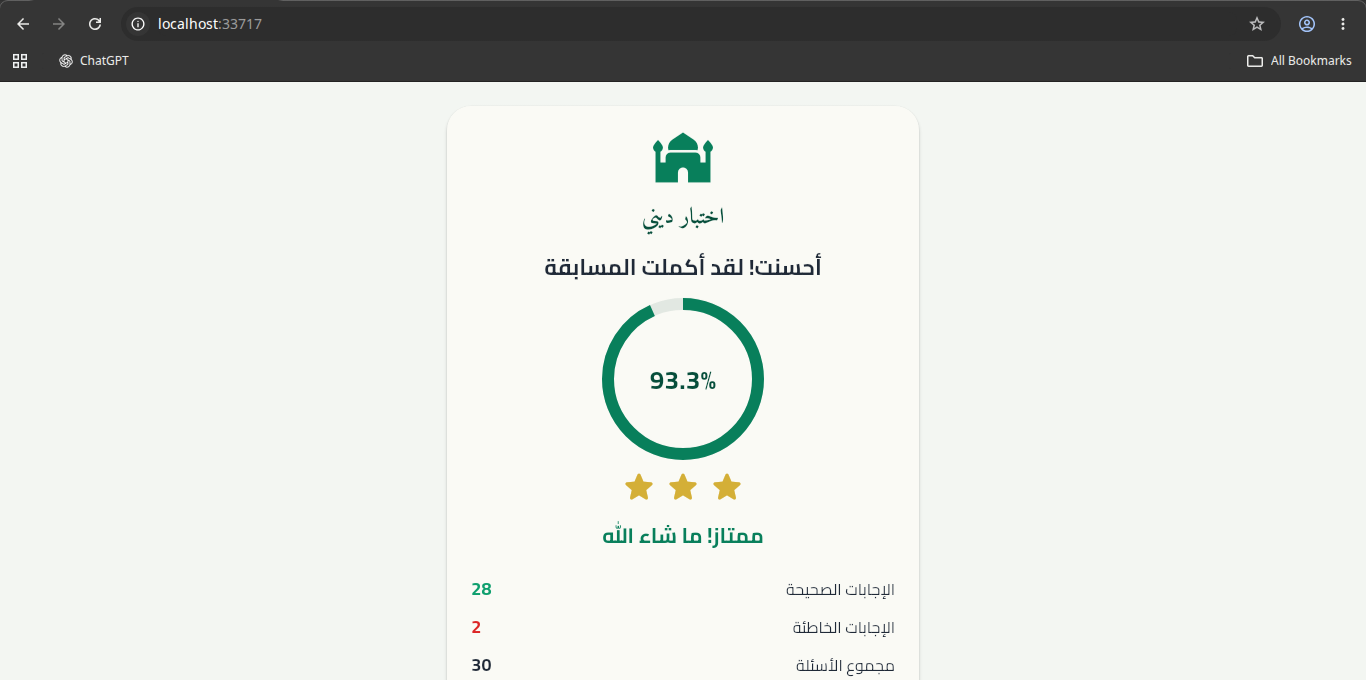 localhost:33717
ChatGPT
All Bookmarks
اختبار ديني
أحسنت! لقد أكملت المسابقة
93.3%
ممتاز! ما شاء الله
الإجابات الصحيحة 28
الإجابات الخاطئة 2
مجموع الأسئلة 30